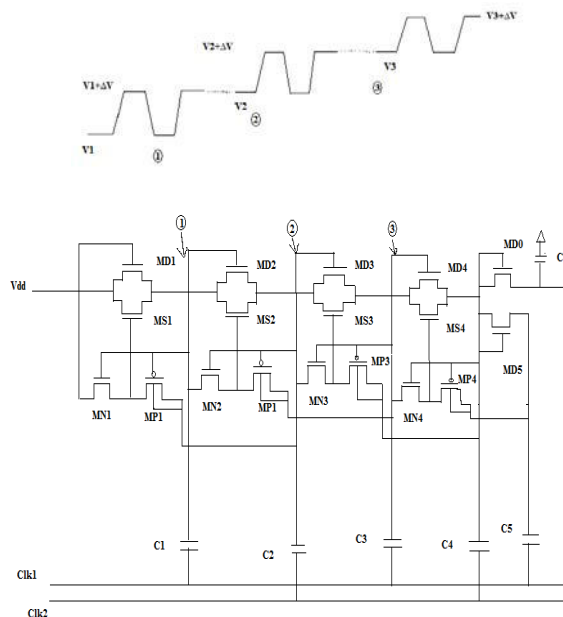 V3+ΔV
V2+ΔV
V3
③
V1+ΔV
V2
②
V1
①
① ② ③
MD1 MD2 MD3 MD4 MD0
C
Vdd
MS1 MS2 MS3 MS4
MD5
MP3 MP4
MN1 MP1 MN2 MP1 MN3 MN4
C1 C2 C3 C4 C5
Clk1
Clk2